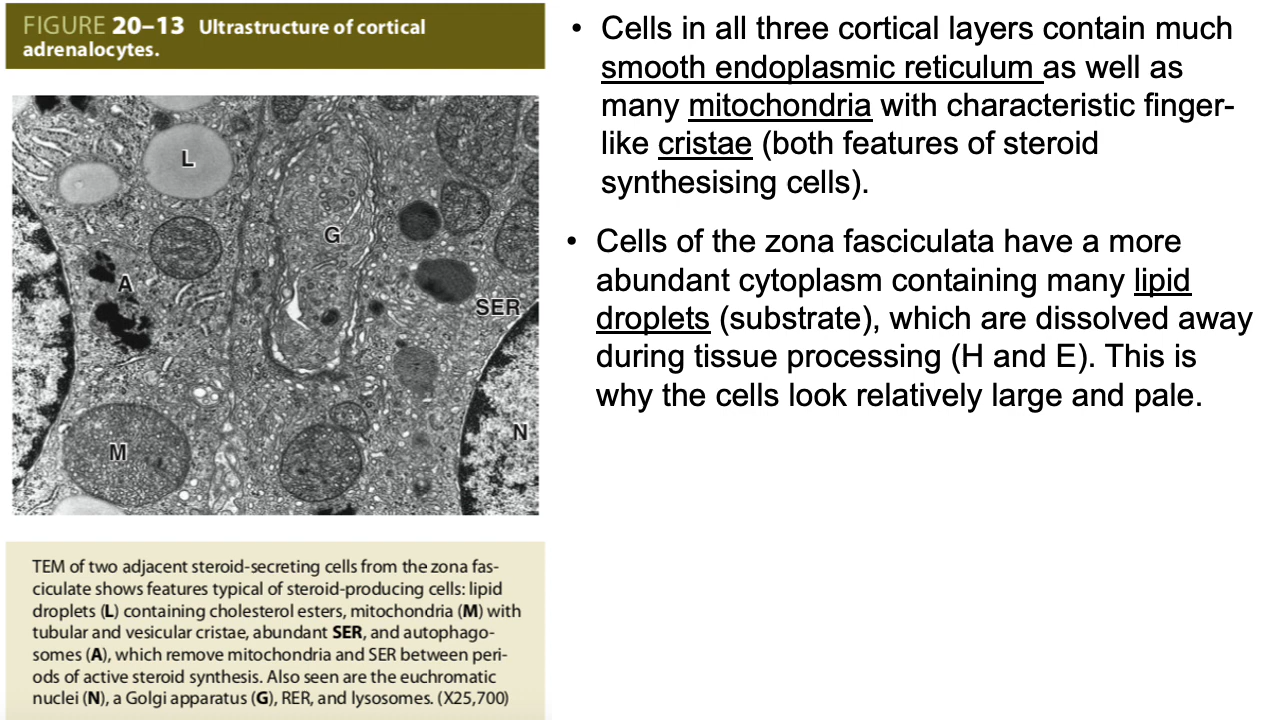 FIGURE 20–13 Ultrastructure of cortical
adrenalocytes.
L
G
A
SER
M
N
TEM of two adjacent steroid-secreting cells from the zona fas-
ciculate shows features typical of steroid-producing cells: lipid
droplets (L) containing cholesterol esters, mitochondria (M) with
tubular and vesicular cristae, abundant SER, and autophago-
somes (A), which remove mitochondria and SER between peri-
ods of active steroid synthesis. Also seen are the euchromatic
nuclei (N), a Golgi apparatus (G), RER, and lysosomes. (X25,700)
• Cells in all three cortical layers contain much
smooth endoplasmic reticulum as well as
many mitochondria with characteristic finger-
like cristae (both features of steroid
synthesising cells).
• Cells of the zona fasciculata have a more
abundant cytoplasm containing many lipid
droplets (substrate), which are dissolved away
during tissue processing (H and E). This is
why the cells look relatively large and pale.